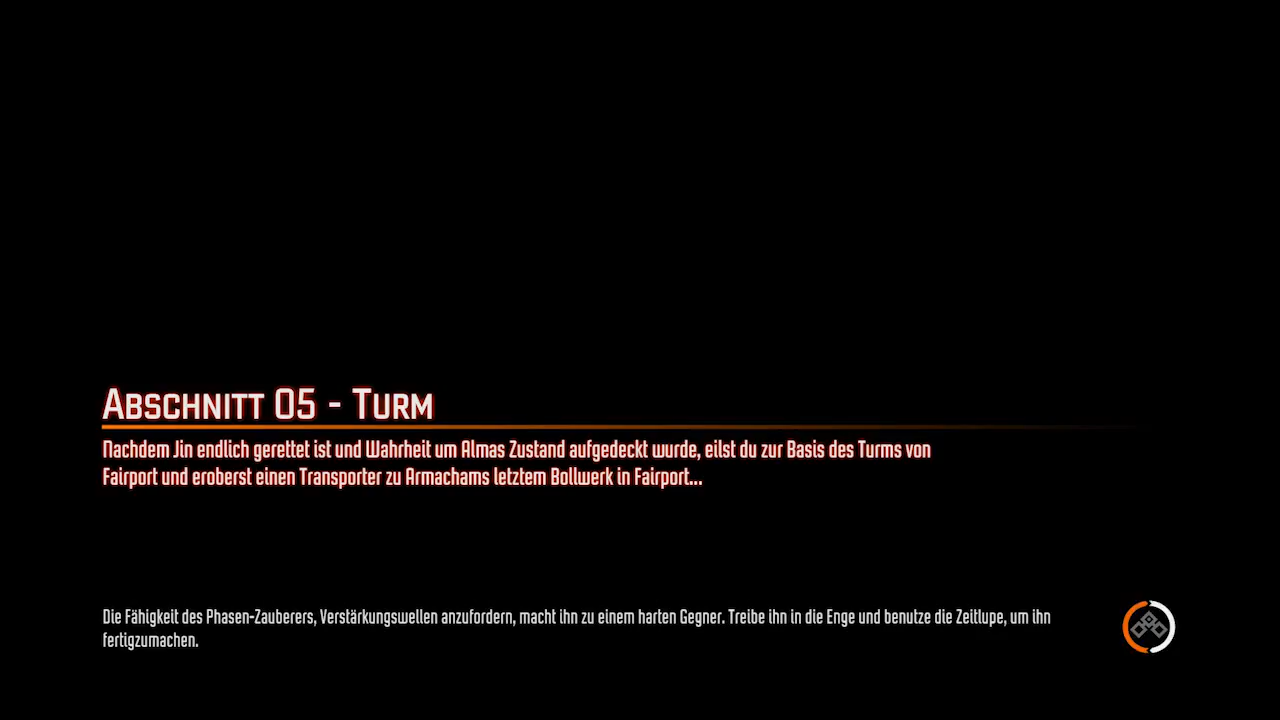 Abschnitt 05 - Turm
Nachdem Jin endlich gerettet ist und Wahrheit um Almas Zustand aufgedeckt wurde, eilst du zur Basis des Turms von
Fairport und eroberst einen Transporter zu Armachams letztem Bollwerk in Fairport...
Die Fähigkeit des Phasen-Zauberers, Verstärkungswellen anzufordern, macht ihn zu einem harten Gegner. Treibe ihn in die Enge und benutze die Zeitlupe, um ihn
fertigzumachen.